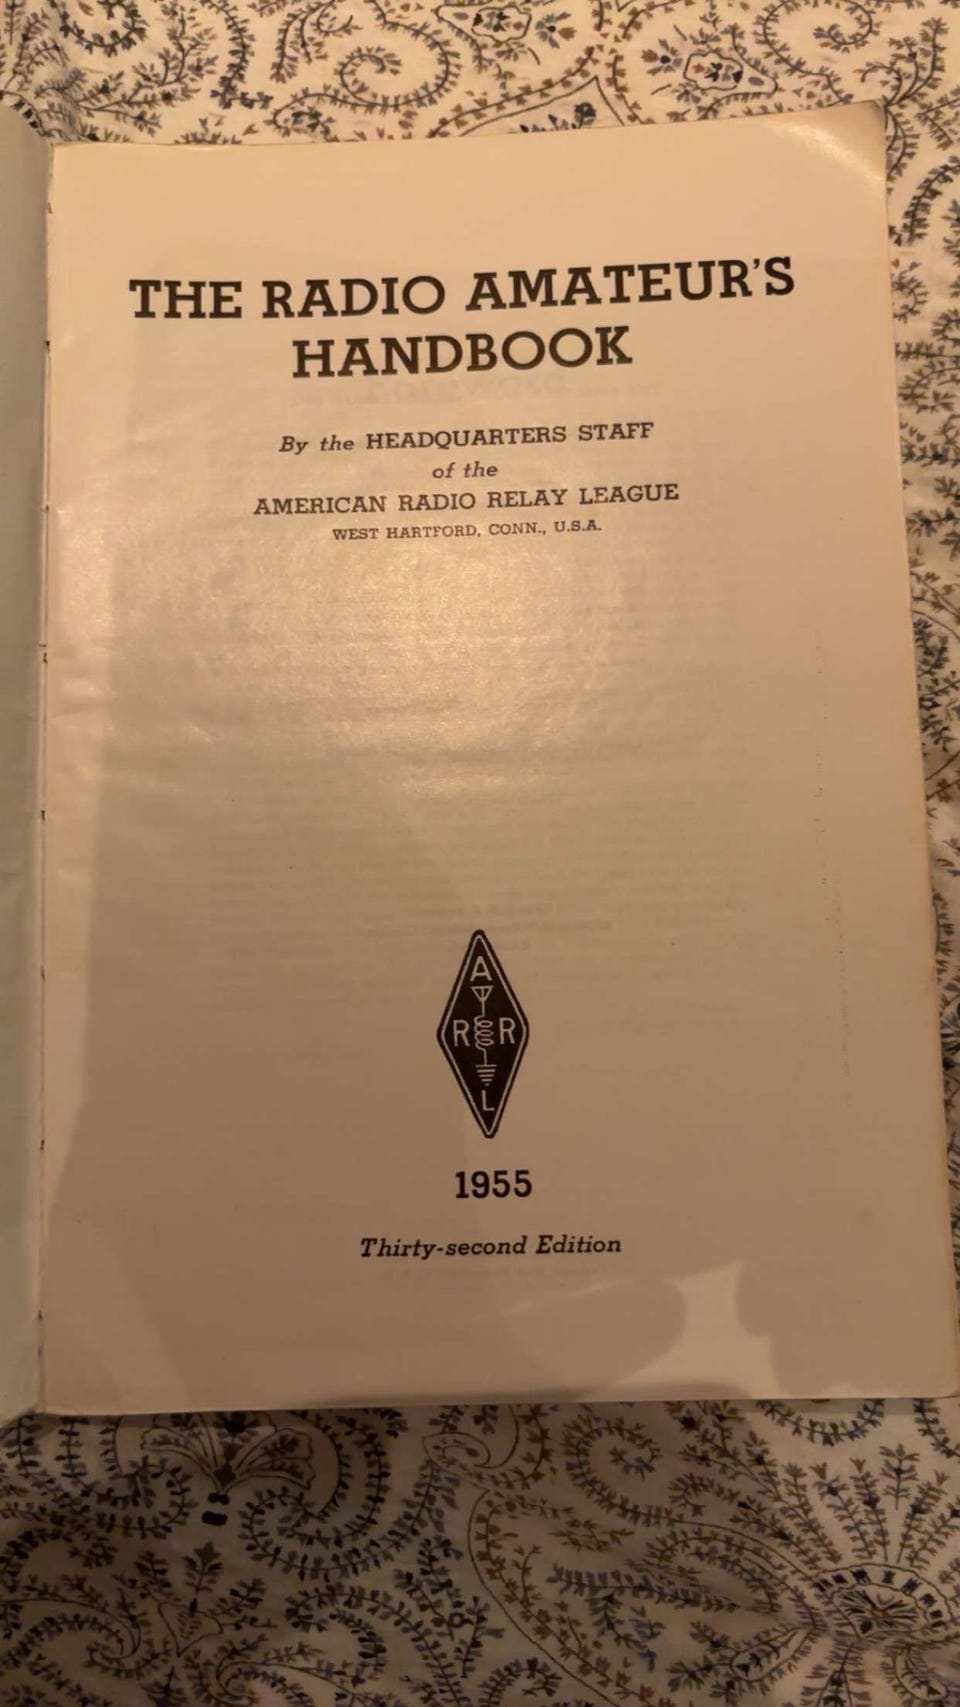 THE RADIO AMATEUR'S
HANDBOOK
By the HEADQUARTERS STAFF
of the
AMERICAN RADIO RELAY LEAGUE
WEST HARTFORD, CONN., U.S.A.
A
R R
L
1955
Thirty-second Edition